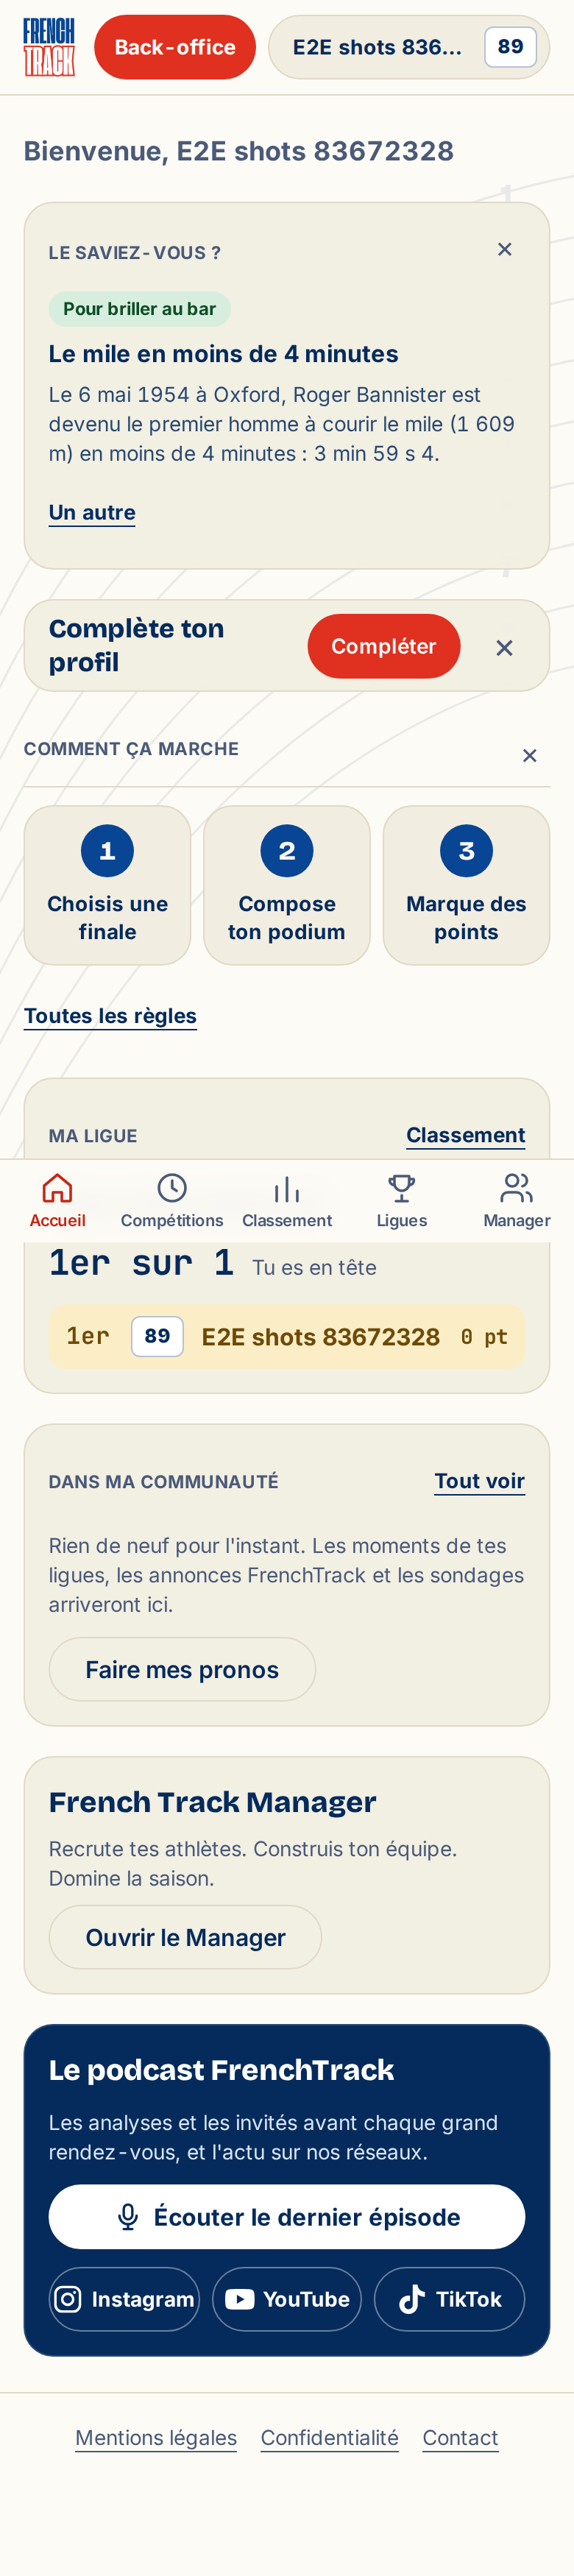 FRENCH
TRACK
Back-office
E2E shots 836...
89
Bienvenue, E2E shots 83672328
LE SAVIEZ-VOUS ?
Pour briller au bar
Le mile en moins de 4 minutes
Le 6 mai 1954 à Oxford, Roger Bannister est
devenu le premier homme à courir le mile (1 609
m) en moins de 4 minutes : 3 min 59 s 4.
Un autre
Complète ton
profil
Compléter
COMMENT ÇA MARCHE
1
Choisis une
finale
2
Compose
ton podium
3
Marque des
points
Toutes les règles
MA LIGUE
Classement
Accueil
Compétitions
Classement
Ligues
Manager
1er sur 1
Tu es en tête
1er
89
E2E shots 83672328
0 pt
DANS MA COMMUNAUTÉ
Tout voir
Rien de neuf pour l'instant. Les moments de tes
ligues, les annonces FrenchTrack et les sondages
arriveront ici.
Faire mes pronos
French Track Manager
Recrute tes athlètes. Construis ton équipe.
Domine la saison.
Ouvrir le Manager
Le podcast FrenchTrack
Les analyses et les invités avant chaque grand
rendez-vous, et l'actu sur nos réseaux.
Écouter le dernier épisode
Instagram
YouTube
TikTok
Mentions légales
Confidentialité
Contact